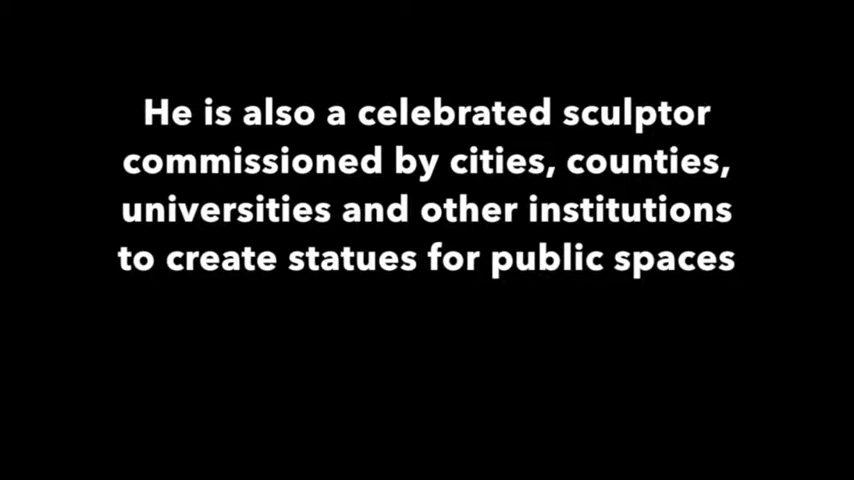 He is also a celebrated sculptor
commissioned by cities, counties,
universities and other institutions
to create statues for public spaces